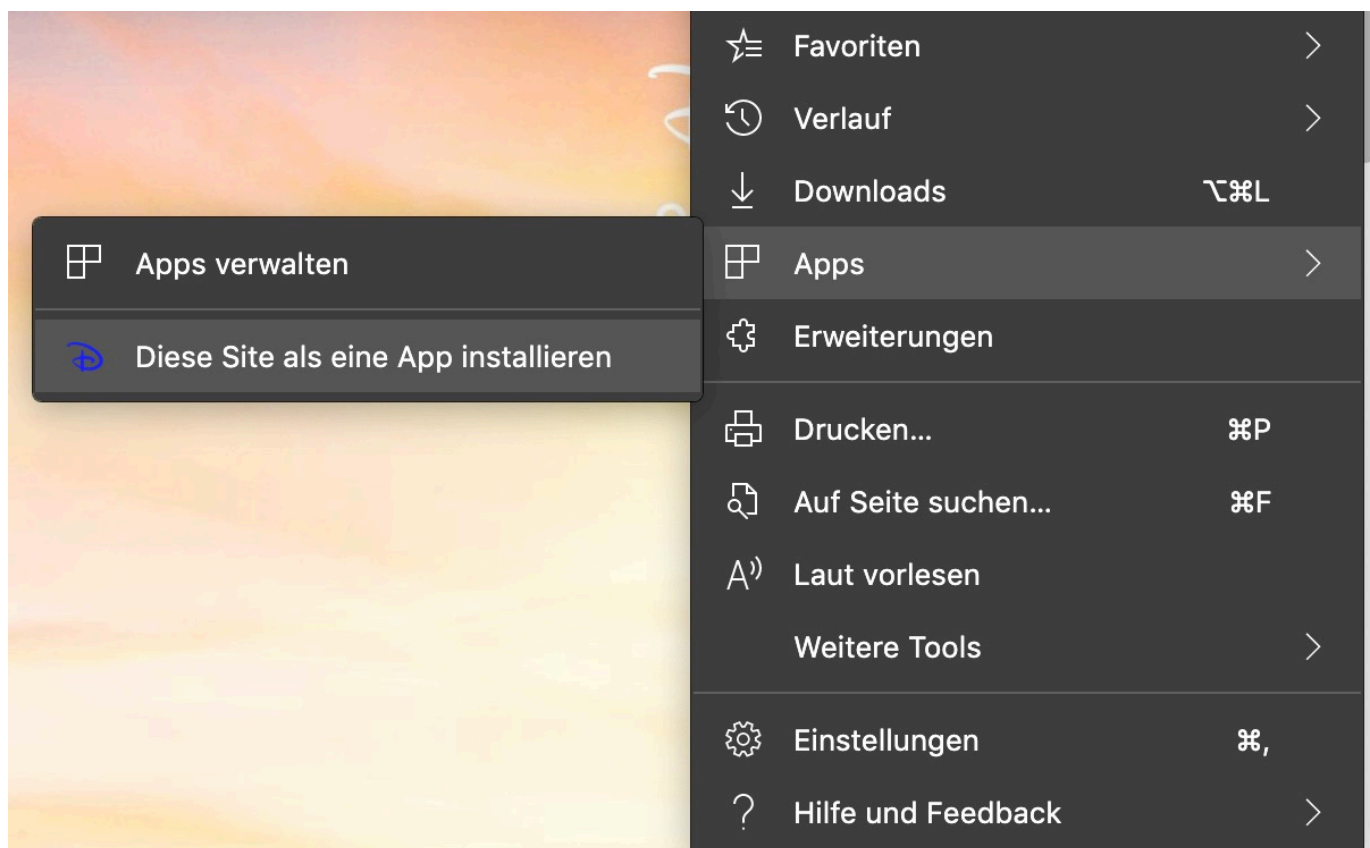 Favoriten
Verlauf
Downloads ⌥⌘L
Apps
Erweiterungen
Drucken... ⌘P
Auf Seite suchen... ⌘F
Laut vorlesen
Weitere Tools
Einstellungen ⌘,
Hilfe und Feedback
Apps verwalten
Diese Site als eine App installieren